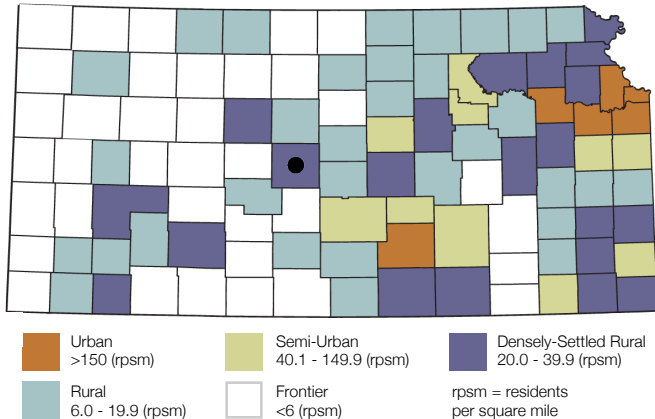 Urban
>150 (rpsm)
Semi-Urban
40.1 - 149.9 (rpsm)
Densely-Settled Rural
20.0 - 39.9 (rpsm)
Rural
6.0 - 19.9 (rpsm)
Frontier
<6 (rpsm)
rpsm = residents
per square mile